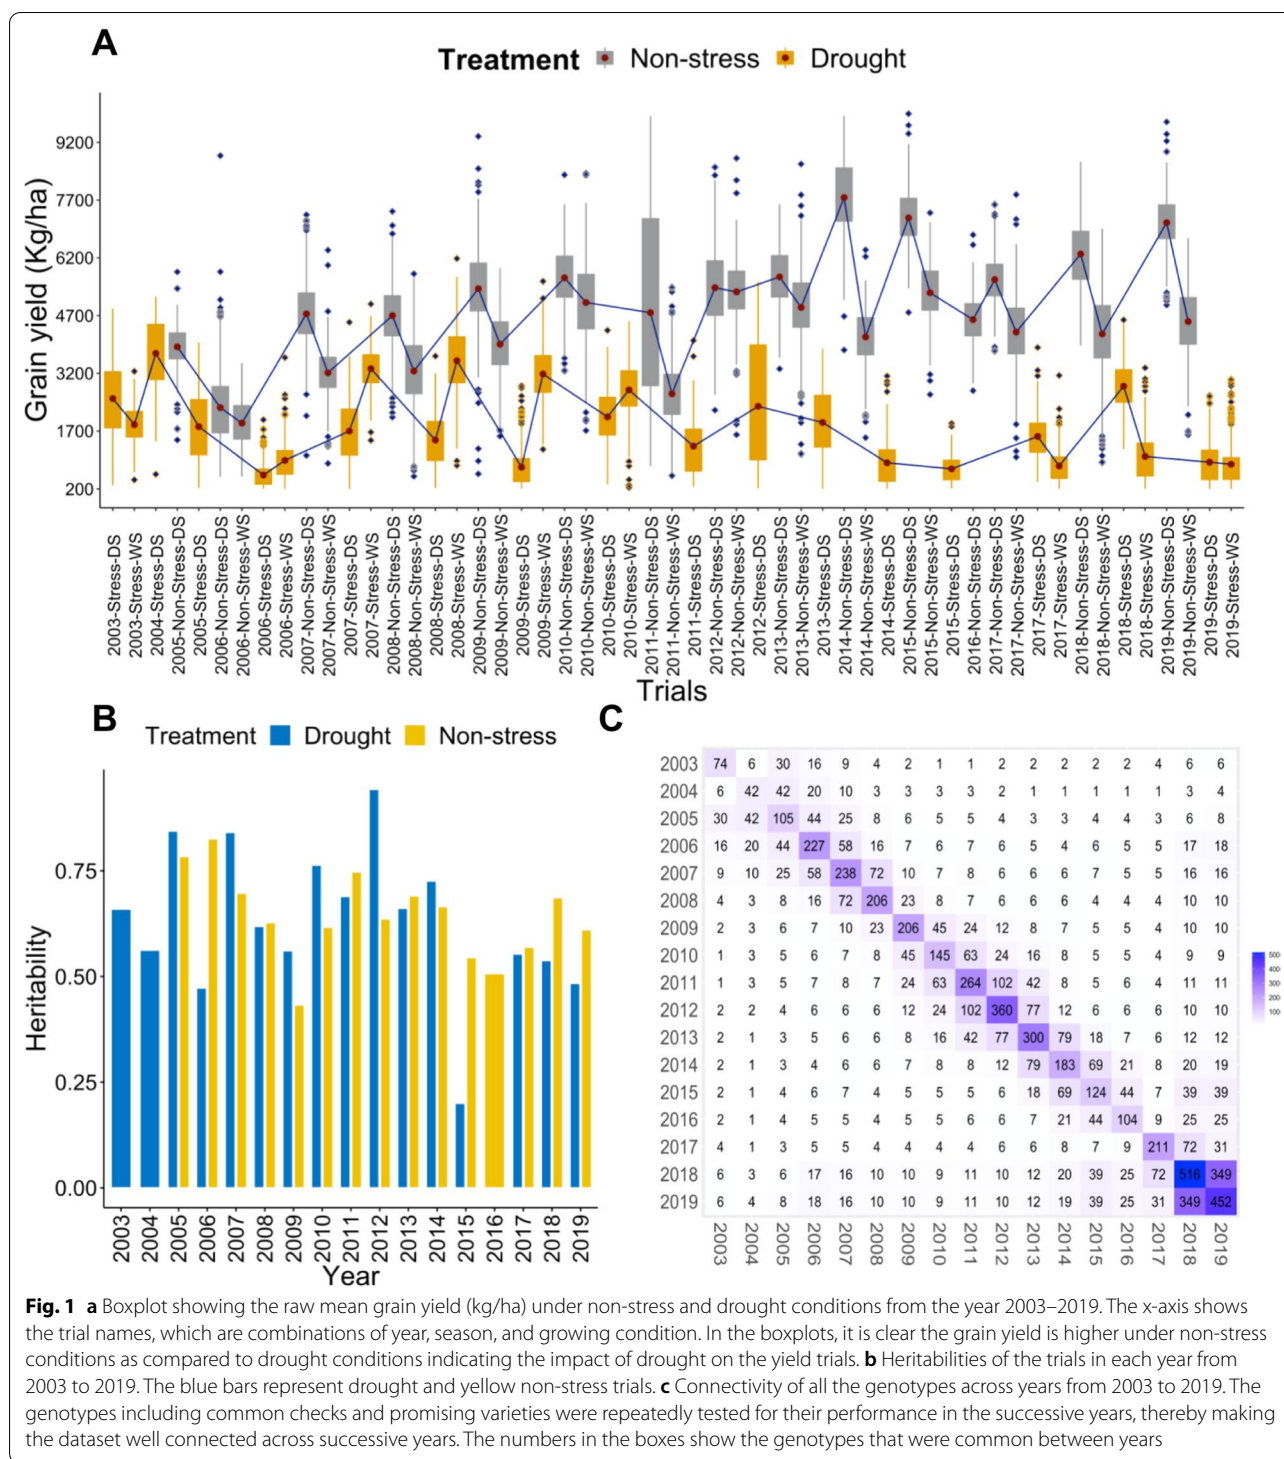 A
Treatment Non-stress Drought
Grain yield (Kg/ha)
9200
7700
6200
4700
3200
1700
200
2003-Stress-DS
2003-Stress-WS
2004-Stress-DS
2005-Non-Stress-DS
2005-Stress-DS
2006-Non-Stress-DS
2006-Non-Stress-WS
2006-Stress-DS
2006-Stress-WS
2007-Non-Stress-DS
2007-Non-Stress-WS
2007-Stress-DS
2007-Stress-WS
2008-Non-Stress-DS
2008-Non-Stress-WS
2008-Stress-DS
2008-Stress-WS
2009-Non-Stress-DS
2009-Non-Stress-WS
2009-Stress-DS
2009-Stress-WS
2010-Non-Stress-DS
2010-Non-Stress-WS
2010-Stress-DS
2010-Stress-WS
2011-Non-Stress-DS
2011-Non-Stress-WS
2011-Stress-DS
2012-Non-Stress-DS
2012-Non-Stress-WS
2012-Stress-DS
2013-Non-Stress-DS
2013-Non-Stress-WS
2013-Stress-DS
2014-Non-Stress-DS
2014-Non-Stress-WS
2014-Stress-DS
2015-Non-Stress-DS
2015-Non-Stress-WS
2015-Stress-DS
2016-Non-Stress-DS
2017-Non-Stress-DS
2017-Non-Stress-WS
2017-Stress-DS
2017-Stress-WS
2018-Non-Stress-DS
2018-Non-Stress-WS
2018-Stress-DS
2018-Stress-WS
2019-Non-Stress-DS
2019-Non-Stress-WS
2019-Stress-DS
2019-Stress-WS
Trials
B
Treatment Drought Non-stress
Heritability
0.75
0.50
0.25
0.00
2003 2004 2005 2006 2007 2008 2009 2010 2011 2012 2013 2014 2015 2016 2017 2018 2019
Year
C
2003 74 6 30 16 9 4 2 1 1 2 2 2 2 2 4 6 6
2004 6 42 42 20 10 3 3 3 3 2 1 1 1 1 1 3 4
2005 30 42 105 44 25 8 6 5 5 4 3 3 4 4 3 6 8
2006 16 20 44 227 58 16 7 6 7 6 5 4 6 5 5 17 18
2007 9 10 25 58 238 72 10 7 8 6 6 6 7 5 5 16 16
2008 4 3 8 16 72 206 23 8 7 6 6 6 4 4 4 10 10
2009 2 3 6 7 10 23 206 45 24 12 8 7 5 5 4 10 10
2010 1 3 5 6 7 8 45 145 63 24 16 8 5 5 4 9 9
2011 1 3 5 7 8 7 24 63 264 102 42 8 5 6 4 11 11
2012 2 2 4 6 6 6 12 24 102 360 77 12 6 6 6 10 10
2013 2 1 3 5 6 6 8 16 42 77 300 79 18 7 6 12 12
2014 2 1 3 4 6 6 7 8 8 12 79 183 69 21 8 20 19
2015 2 1 4 6 7 4 5 5 5 6 18 69 124 44 7 39 39
2016 2 1 4 5 5 4 5 5 6 6 7 21 44 104 9 25 25
2017 4 1 3 5 5 4 4 4 4 6 6 8 7 9 211 72 31
2018 6 3 6 17 16 10 10 9 11 10 12 20 39 25 72 516 349
2019 6 4 8 18 16 10 10 9 11 10 12 19 39 25 31 349 452
2003 2004 2005 2006 2007 2008 2009 2010 2011 2012 2013 2014 2015 2016 2017 2018 2019
500
400
300
200
100
Fig. 1 a Boxplot showing the raw mean grain yield (kg/ha) under non-stress and drought conditions from the year 2003–2019. The x-axis shows
the trial names, which are combinations of year, season, and growing condition. In the boxplots, it is clear the grain yield is higher under non-stress
conditions as compared to drought conditions indicating the impact of drought on the yield trials. b Heritabilities of the trials in each year from
2003 to 2019. The blue bars represent drought and yellow non-stress trials. c Connectivity of all the genotypes across years from 2003 to 2019. The
genotypes including common checks and promising varieties were repeatedly tested for their performance in the successive years, thereby making
the dataset well connected across successive years. The numbers in the boxes show the genotypes that were common between years